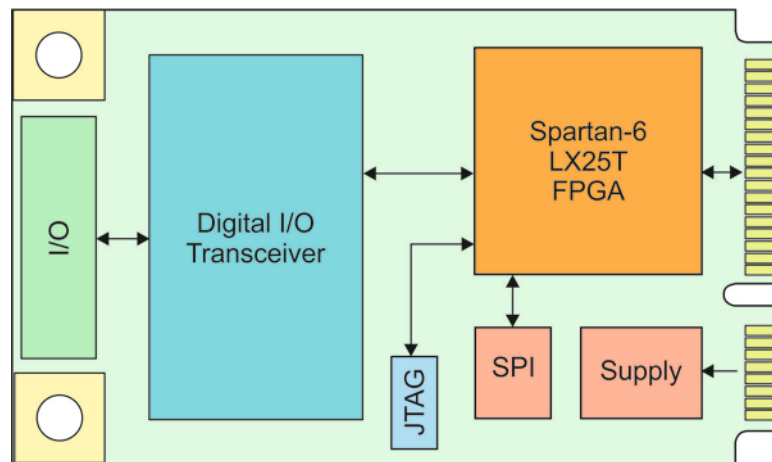 I/O
Digital I/O
Transceiver
Spartan-6
LX25T
FPGA
JTAG
SPI
Supply